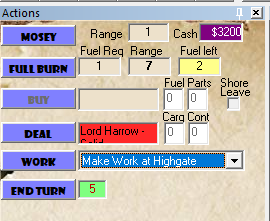 Actions
MOSEY Range 1 Cash $3200
Fuel Req Range Fuel left
FULL BURN 1 7 2
Fuel Parts Shore Leave
BUY 0 0
Carg Cont
DEAL Lord Harrow - 0 0
WORK Make Work at Highgate
END TURN 5